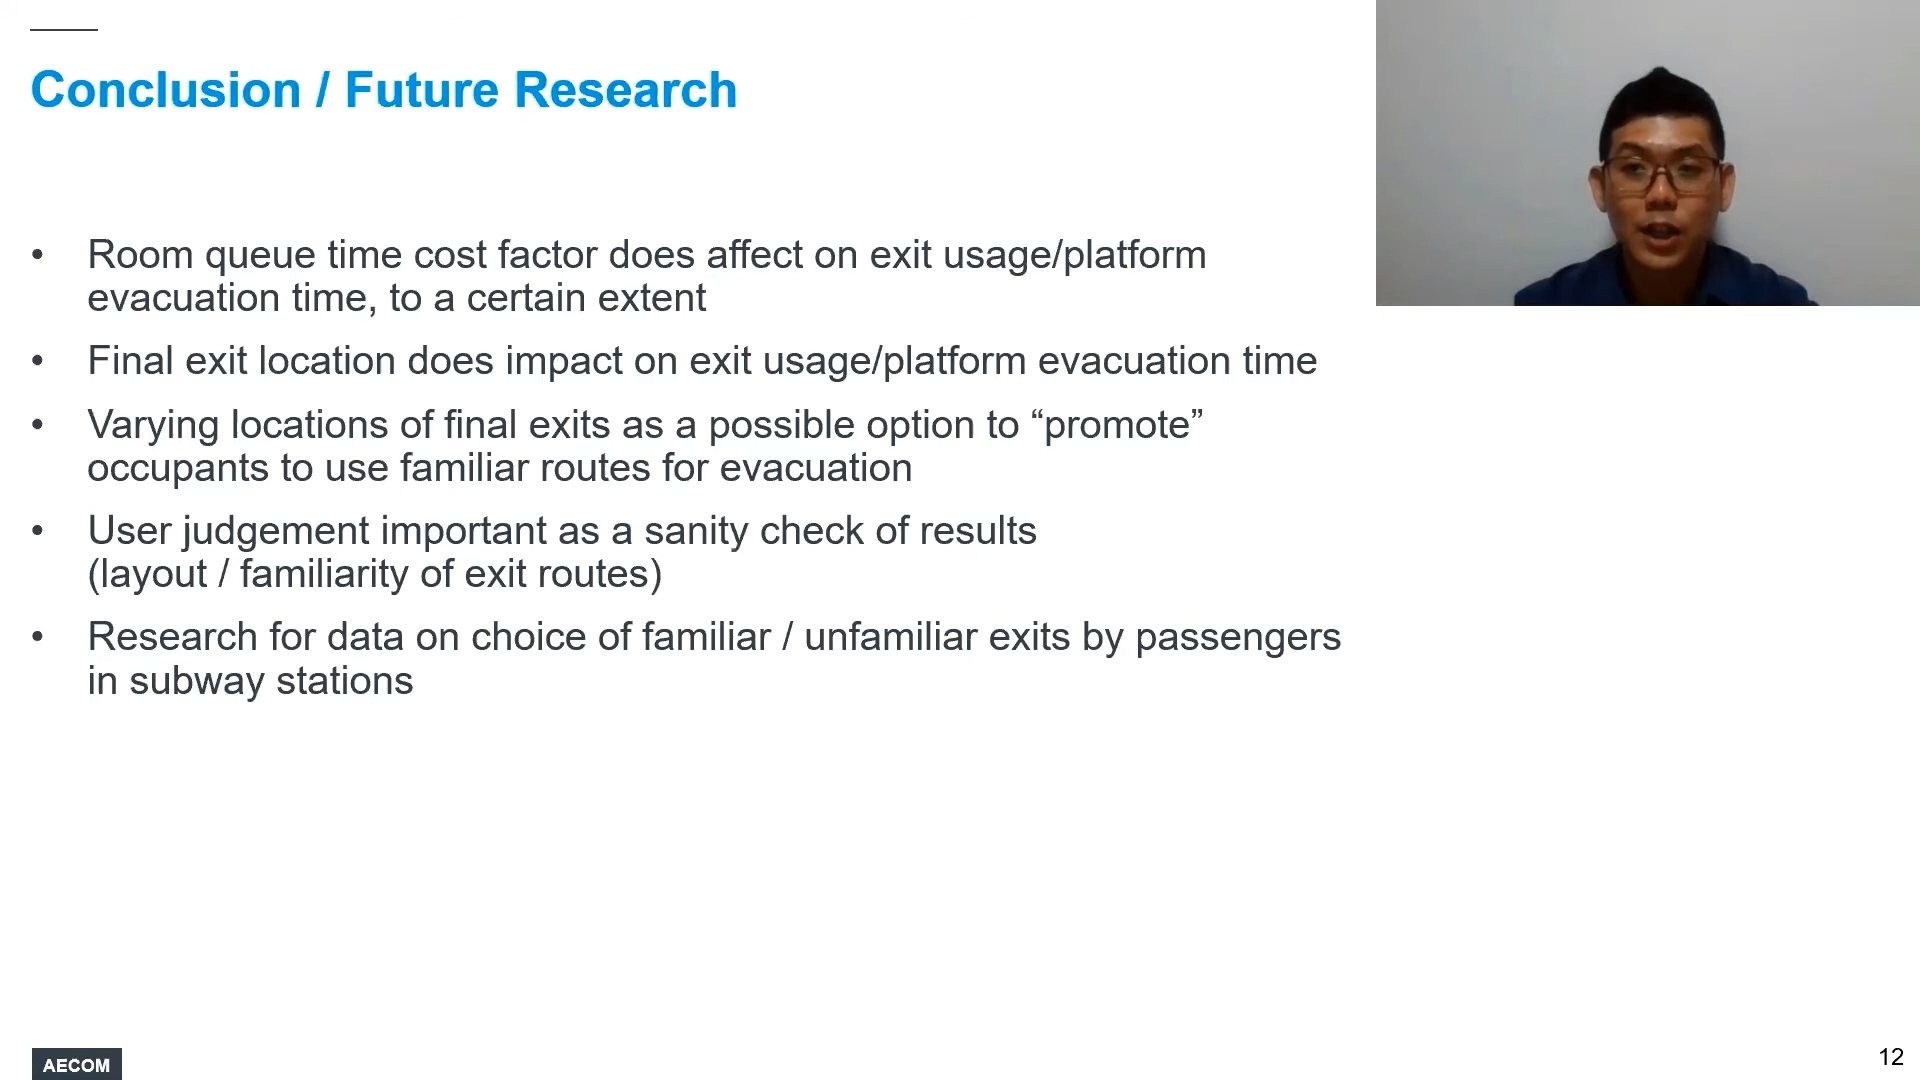 Conclusion / Future Research
• Room queue time cost factor does affect on exit usage/platform
evacuation time, to a certain extent
• Final exit location does impact on exit usage/platform evacuation time
• Varying locations of final exits as a possible option to “promote”
occupants to use familiar routes for evacuation
• User judgement important as a sanity check of results
(layout / familiarity of exit routes)
• Research for data on choice of familiar / unfamiliar exits by passengers
in subway stations
AECOM
12